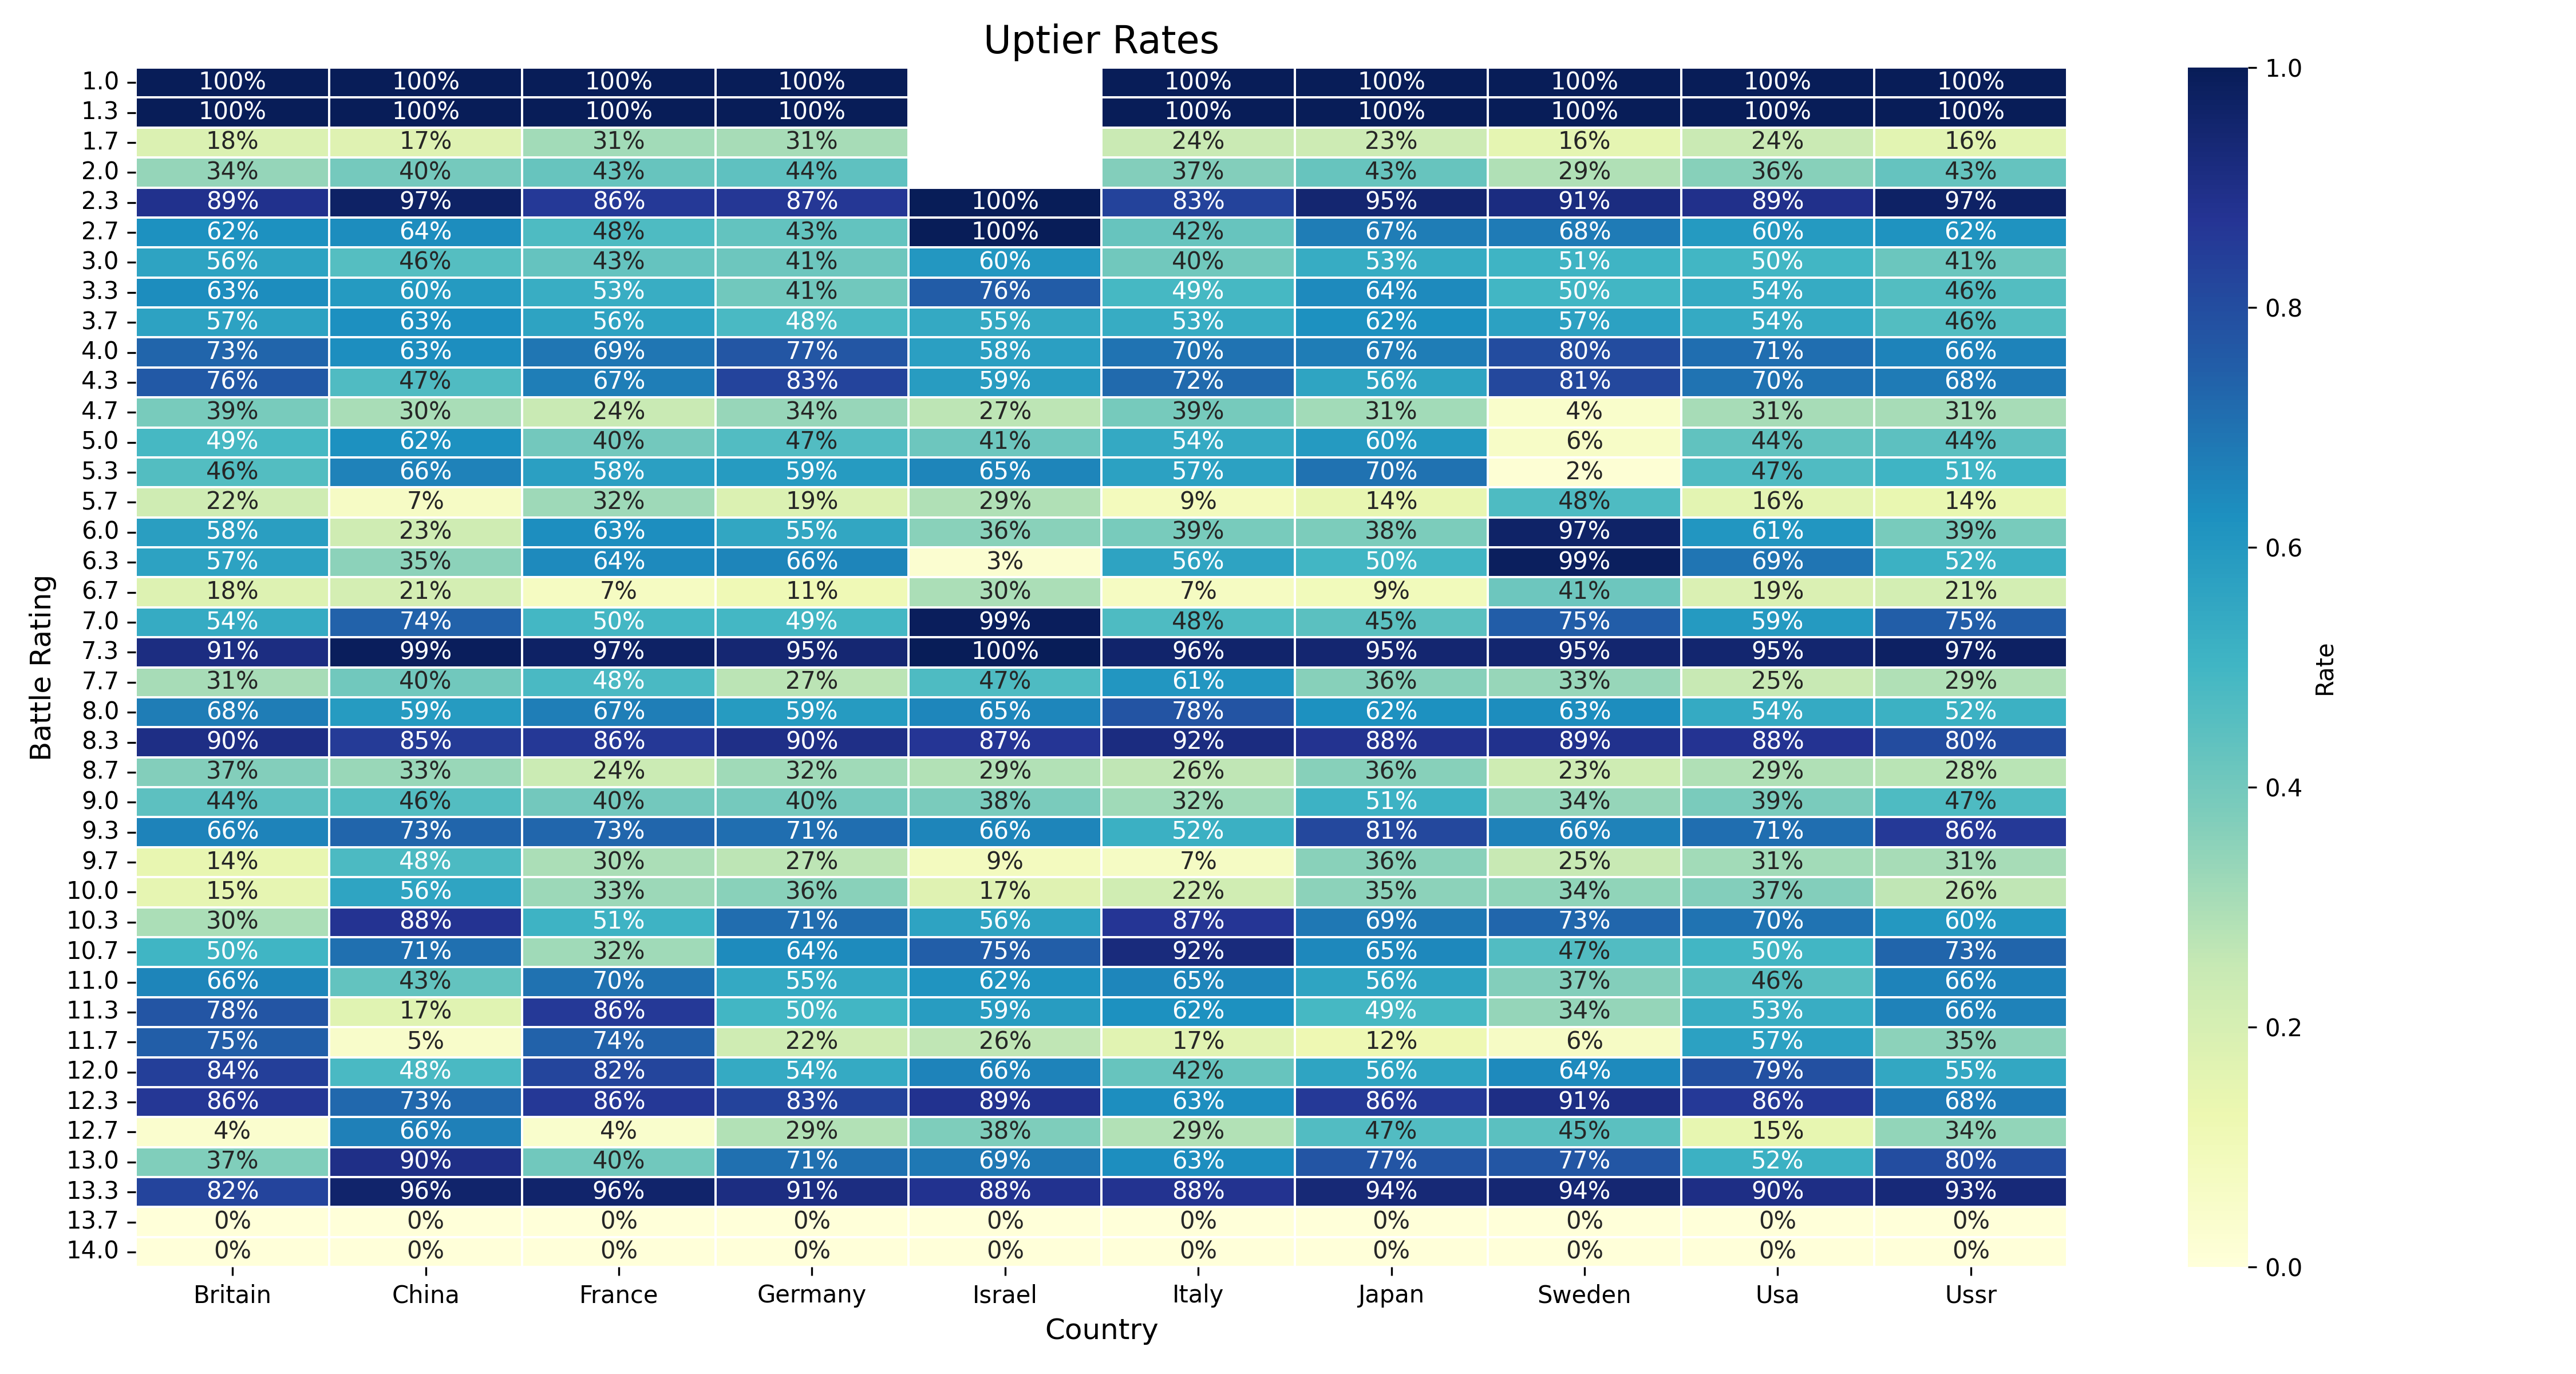 Uptier Rates
1.0 100% 100% 100% 100% 100% 100% 100% 100% 100%
1.3 100% 100% 100% 100% 100% 100% 100% 100% 100%
1.7 18% 17% 31% 31% 24% 23% 16% 24% 16%
2.0 34% 40% 43% 44% 37% 43% 29% 36% 43%
2.3 89% 97% 86% 87% 100% 83% 95% 91% 89% 97%
2.7 62% 64% 48% 43% 100% 42% 67% 68% 60% 62%
3.0 56% 46% 43% 41% 60% 40% 53% 51% 50% 41%
3.3 63% 60% 53% 41% 76% 49% 64% 50% 54% 46%
3.7 57% 63% 56% 48% 55% 53% 62% 57% 54% 46%
4.0 73% 63% 69% 77% 58% 70% 67% 80% 71% 66%
4.3 76% 47% 67% 83% 59% 72% 56% 81% 70% 68%
4.7 39% 30% 24% 34% 27% 39% 31% 4% 31% 31%
5.0 49% 62% 40% 47% 41% 54% 60% 6% 44% 44%
5.3 46% 66% 58% 59% 65% 57% 70% 2% 47% 51%
5.7 22% 7% 32% 19% 29% 9% 14% 48% 16% 14%
6.0 58% 23% 63% 55% 36% 39% 38% 97% 61% 39%
6.3 57% 35% 64% 66% 3% 56% 50% 99% 69% 52%
6.7 18% 21% 7% 11% 30% 7% 9% 41% 19% 21%
7.0 54% 74% 50% 49% 99% 48% 45% 75% 59% 75%
7.3 91% 99% 97% 95% 100% 96% 95% 95% 95% 97%
7.7 31% 40% 48% 27% 47% 61% 36% 33% 25% 29%
8.0 68% 59% 67% 59% 65% 78% 62% 63% 54% 52%
8.3 90% 85% 86% 90% 87% 92% 88% 89% 88% 80%
8.7 37% 33% 24% 32% 29% 26% 36% 23% 29% 28%
9.0 44% 46% 40% 40% 38% 32% 51% 34% 39% 47%
9.3 66% 73% 73% 71% 66% 52% 81% 66% 71% 86%
9.7 14% 48% 30% 27% 9% 7% 36% 25% 31% 31%
10.0 15% 56% 33% 36% 17% 22% 35% 34% 37% 26%
10.3 30% 88% 51% 71% 56% 87% 69% 73% 70% 60%
10.7 50% 71% 32% 64% 75% 92% 65% 47% 50% 73%
11.0 66% 43% 70% 55% 62% 65% 56% 37% 46% 66%
11.3 78% 17% 86% 50% 59% 62% 49% 34% 53% 66%
11.7 75% 5% 74% 22% 26% 17% 12% 6% 57% 35%
12.0 84% 48% 82% 54% 66% 42% 56% 64% 79% 55%
12.3 86% 73% 86% 83% 89% 63% 86% 91% 86% 68%
12.7 4% 66% 4% 29% 38% 29% 47% 45% 15% 34%
13.0 37% 90% 40% 71% 69% 63% 77% 77% 52% 80%
13.3 82% 96% 96% 91% 88% 88% 94% 94% 90% 93%
13.7 0% 0% 0% 0% 0% 0% 0% 0% 0% 0%
14.0 0% 0% 0% 0% 0% 0% 0% 0% 0% 0%
Britain China France Germany Israel Italy Japan Sweden Usa Ussr
Country
Battle Rating
1.0
0.8
0.6
0.4
0.2
0.0
Rate